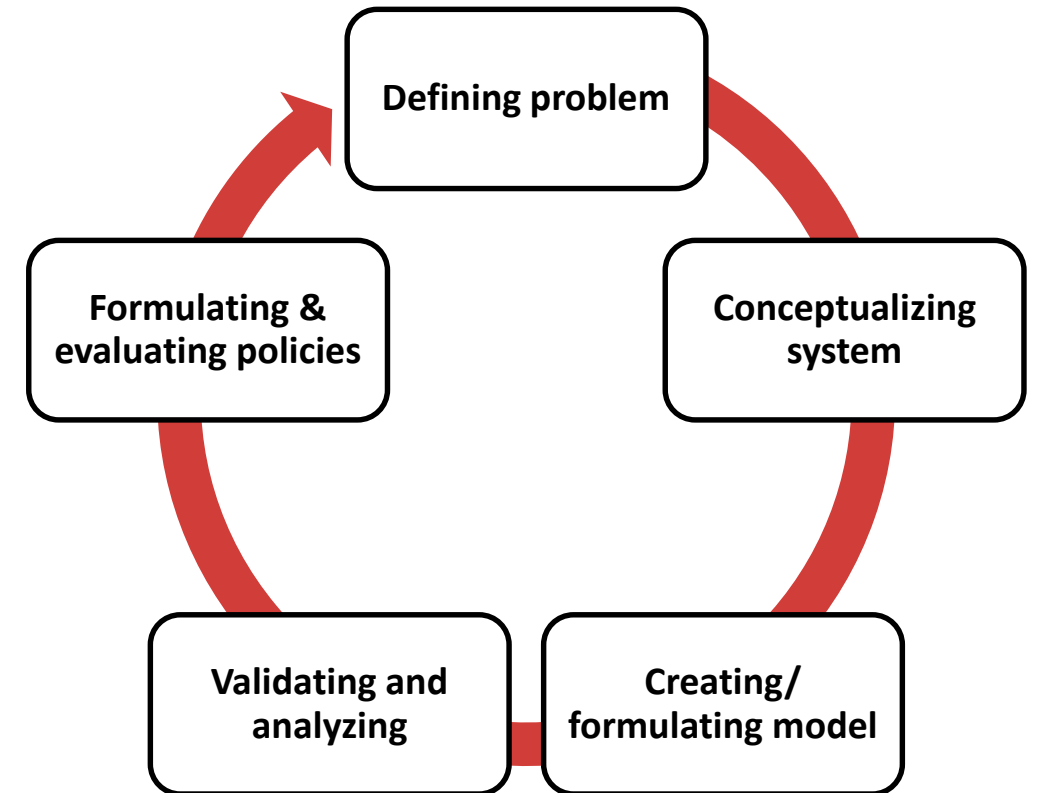 Defining problem
Conceptualizing
system
Creating/
formulating model
Validating and
analyzing
Formulating &
evaluating policies